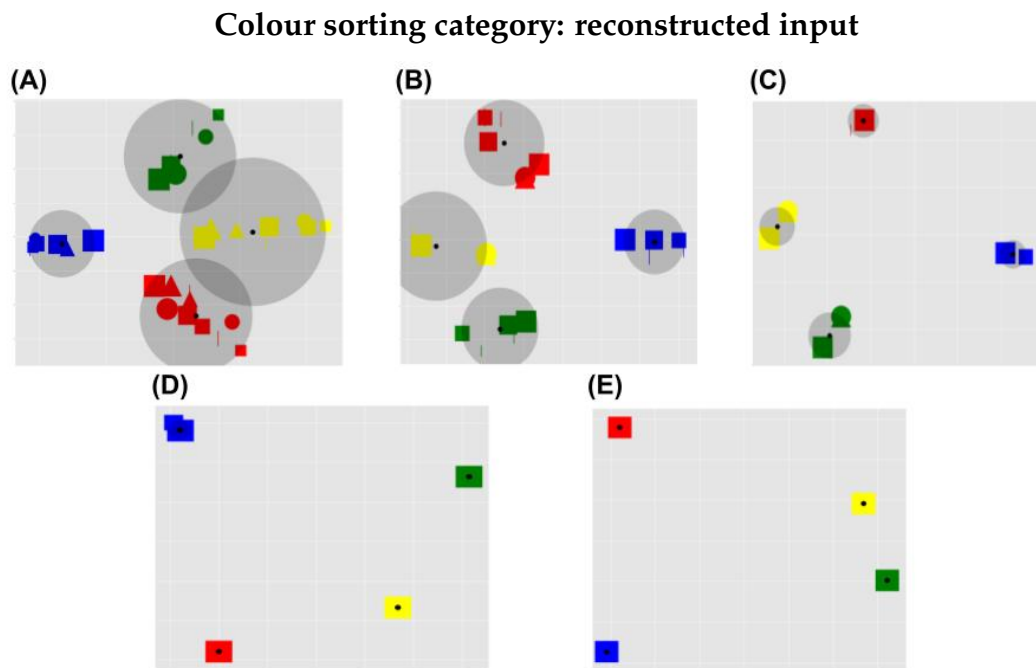 Colour sorting category: reconstructed input
(A)
(B)
(C)
(D)
(E)